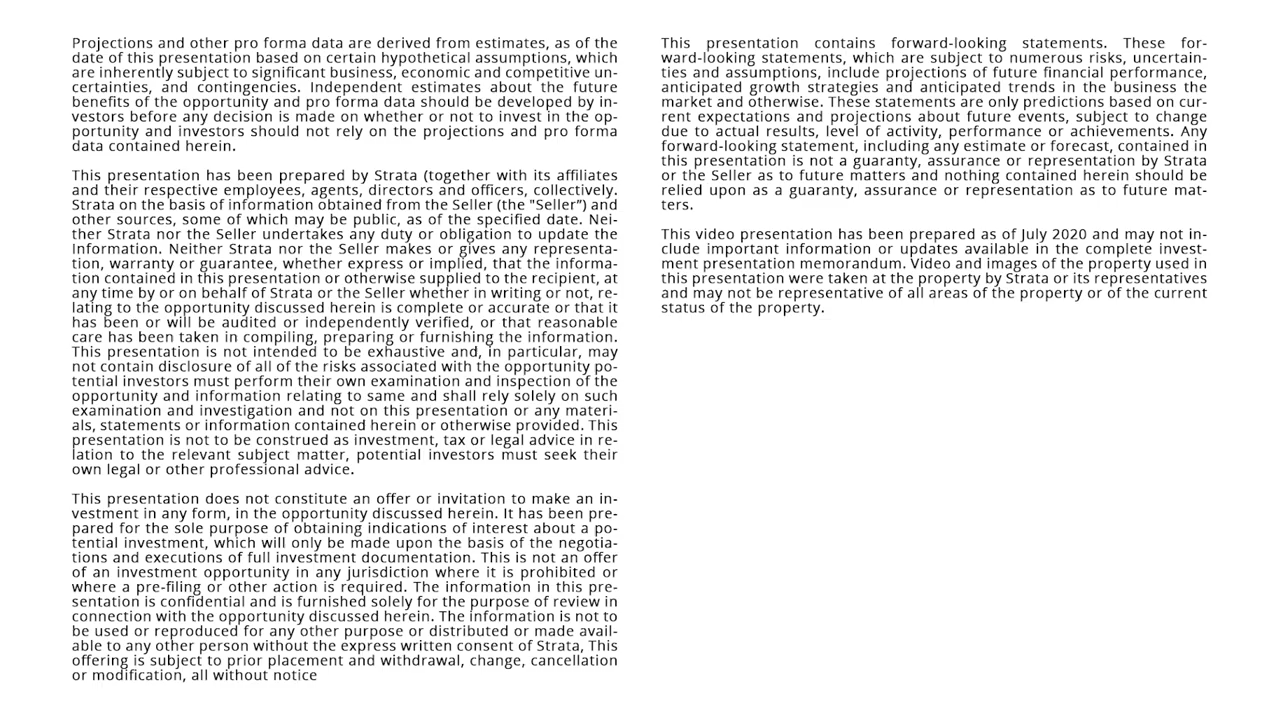 Projections and other pro forma data are derived from estimates, as of the
date of this presentation based on certain hypothetical assumptions, which
are inherently subject to significant business, economic and competitive un-
certainties, and contingencies. Independent estimates about the future
benefits of the opportunity and pro forma data should be developed by in-
vestors before any decision is made on whether or not to invest in the op-
portunity and investors should not rely on the projections and pro forma
data contained herein.
This presentation has been prepared by Strata (together with its affiliates
and their respective employees, agents, directors and officers, collectively.
Strata on the basis of information obtained from the Seller (the "Seller”) and
other sources, some of which may be public, as of the specified date. Nei-
ther Strata nor the Seller undertakes any duty or obligation to update the
Information. Neither Strata nor the Seller makes or gives any representa-
tion, warranty or guarantee, whether express or implied, that the informa-
tion contained in this presentation or otherwise supplied to the recipient, at
any time by or on behalf of Strata or the Seller whether in writing or not, re-
lating to the opportunity discussed herein is complete or accurate or that it
has been or will be audited or independently verified, or that reasonable
care has been taken in compiling, preparing or furnishing the information.
This presentation is not intended to be exhaustive and, in particular, may
not contain disclosure of all of the risks associated with the opportunity po-
tential investors must perform their own examination and inspection of the
opportunity and information relating to same and shall rely solely on such
examination and investigation and not on this presentation or any materi-
als, statements or information contained herein or otherwise provided. This
presentation is not to be construed as investment, tax or legal advice in re-
lation to the relevant subject matter, potential investors must seek their
own legal or other professional advice.
This presentation does not constitute an offer or invitation to make an in-
vestment in any form, in the opportunity discussed herein. It has been pre-
pared for the sole purpose of obtaining indications of interest about a po-
tential investment, which will only be made upon the basis of the negotia-
tions and executions of full investment documentation. This is not an offer
of an investment opportunity in any jurisdiction where it is prohibited or
where a pre-filing or other action is required. The information in this pre-
sentation is confidential and is furnished solely for the purpose of review in
connection with the opportunity discussed herein. The information is not to
be used or reproduced for any other purpose or distributed or made avail-
able to any other person without the express written consent of Strata, This
offering is subject to prior placement and withdrawal, change, cancellation
or modification, all without notice
This presentation contains forward-looking statements. These for-
ward-looking statements, which are subject to numerous risks, uncertain-
ties and assumptions, include projections of future financial performance,
anticipated growth strategies and anticipated trends in the business the
market and otherwise. These statements are only predictions based on cur-
rent expectations and projections about future events, subject to change
due to actual results, level of activity, performance or achievements. Any
forward-looking statement, including any estimate or forecast, contained in
this presentation is not a guaranty, assurance or representation by Strata
or the Seller as to future matters and nothing contained herein should be
relied upon as a guaranty, assurance or representation as to future mat-
ters.
This video presentation has been prepared as of July 2020 and may not in-
clude important information or updates available in the complete invest-
ment presentation memorandum. Video and images of the property used in
this presentation were taken at the property by Strata or its representatives
and may not be representative of all areas of the property or of the current
status of the property.